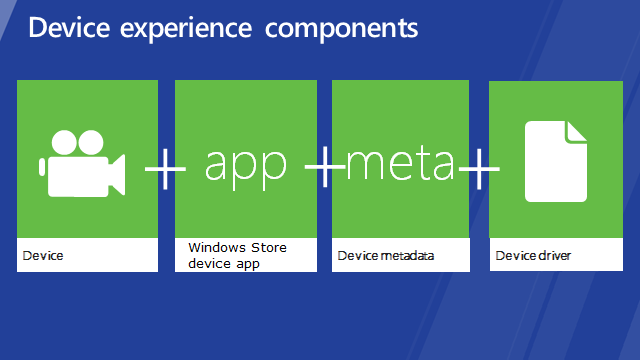 Device experience components
app
meta
Device
Windows Store
device app
Device metadata
Device driver